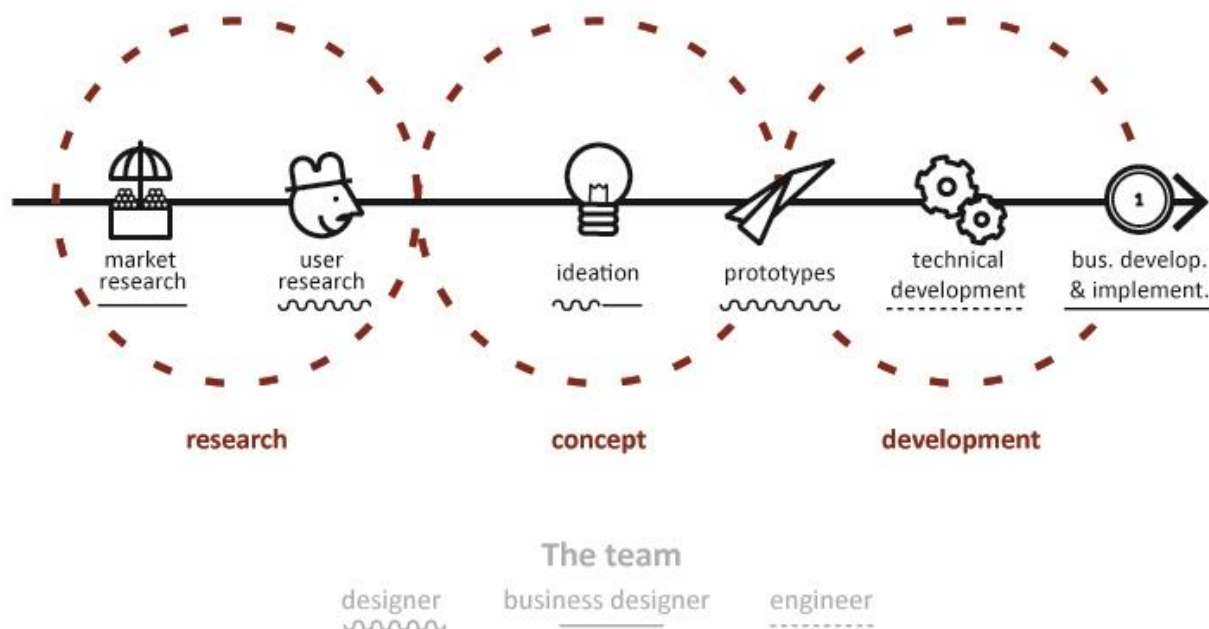 market
research
user
research
ideation
prototypes
technical
development
1
bus. develop.
& implement.
research
concept
development
The team
designer
business designer
engineer